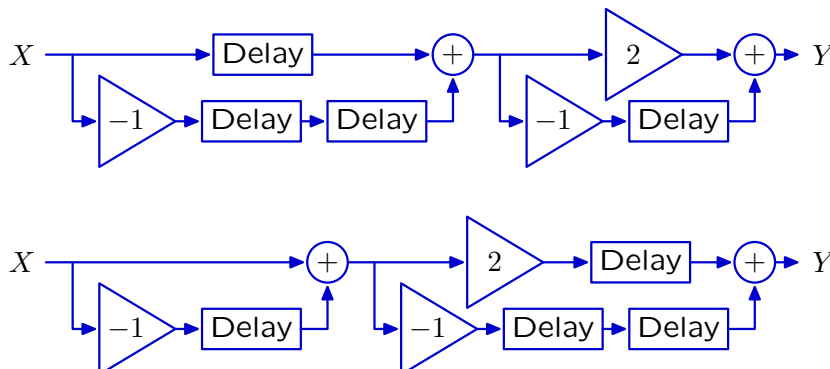 X Delay + 2 + Y
−1 Delay Delay −1 Delay
X + 2 Delay + Y
−1 Delay −1 Delay Delay